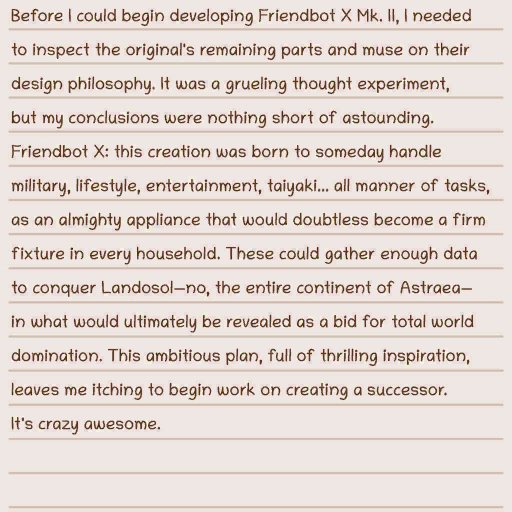 Before I could begin developing Friendbot X Mk. II, I needed
to inspect the original's remaining parts and muse on their
design philosophy. It was a grueling thought experiment,
but my conclusions were nothing short of astounding.
Friendbot X: this creation was born to someday handle
military, lifestyle, entertainment, taiyaki... all manner of tasks,
as an almighty appliance that would doubtless become a firm
fixture in every household. These could gather enough data
to conquer Landosol—no, the entire continent of Astraea—
in what would ultimately be revealed as a bid for total world
domination. This ambitious plan, full of thrilling inspiration,
leaves me itching to begin work on creating a successor.
It's crazy awesome.